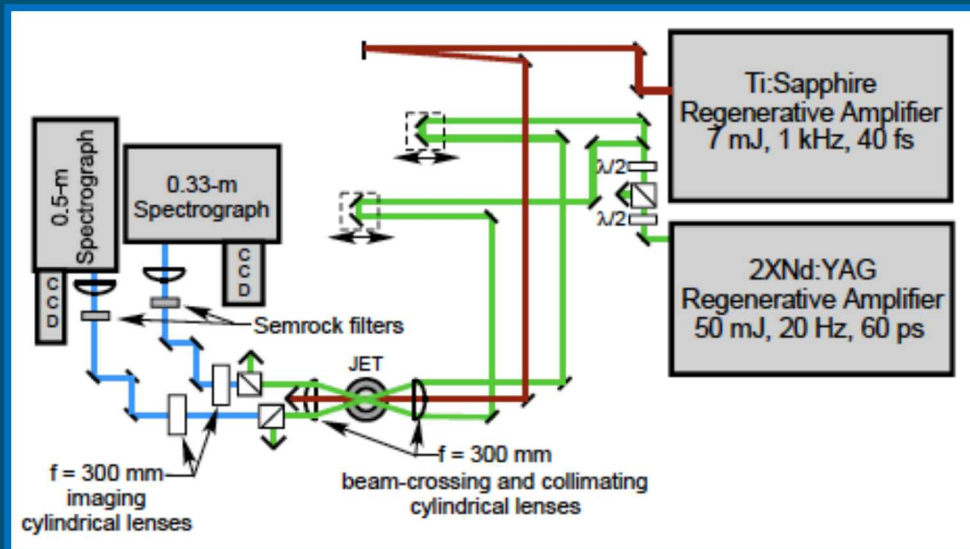 Ti:Sapphire
Regenerative Amplifier
7 mJ, 1 kHz, 40 fs
λ/2
λ/2
2XNd:YAG
Regenerative Amplifier
50 mJ, 20 Hz, 60 ps
0.5-m
Spectrograph
0.33-m
Spectrograph
CCD
CCD
Semrock filters
JET
f = 300 mm
imaging
cylindrical lenses
f = 300 mm
beam-crossing and collimating
cylindrical lenses